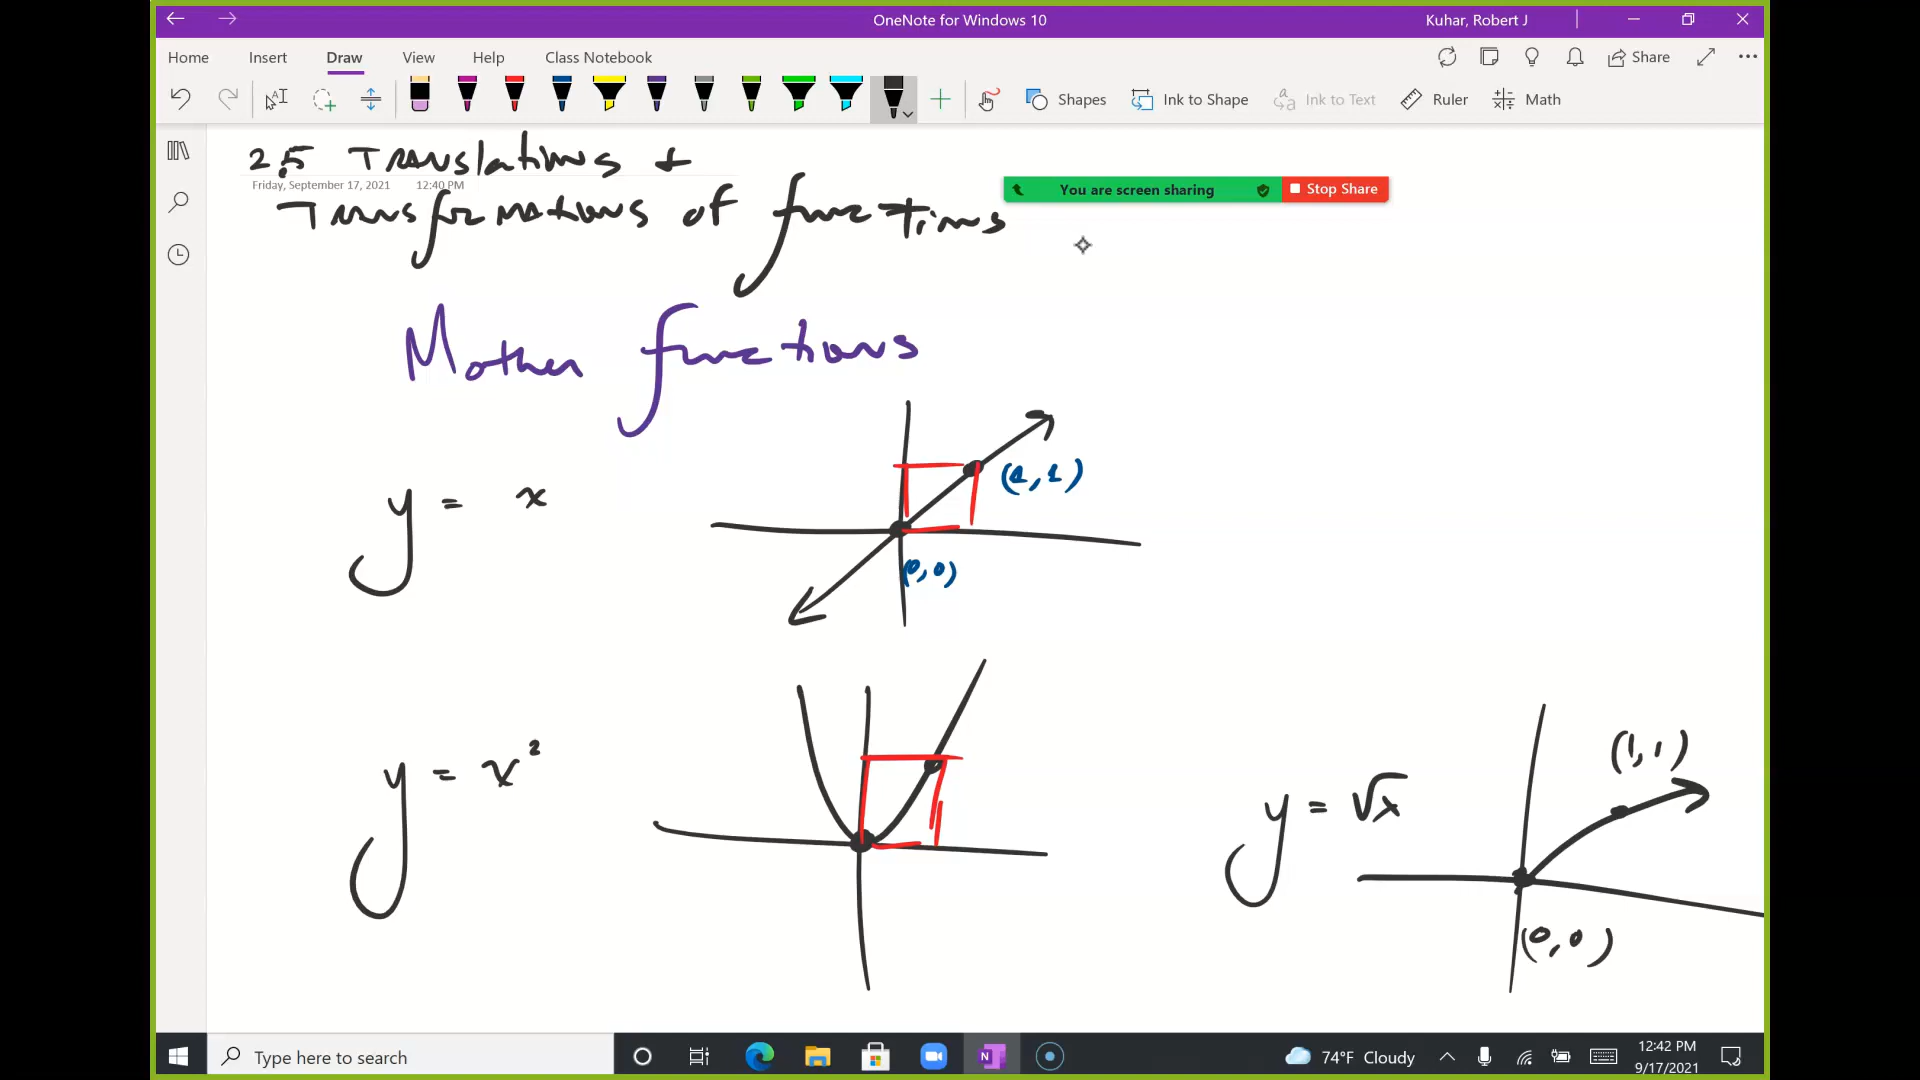 OneNote for Windows 10
Kuhar, Robert J
Home Insert Draw View Help Class Notebook
Share
Shapes Ink to Shape Ink to Text Ruler Math
2.5 Translations +
Friday, September 17, 2021 12:40 PM
Transformations of functions
You are screen sharing Stop Share
Mother functions
y = x
(1,1)
(0,0)
y = x²
y = √x
(1,1)
(0,0)
Type here to search
74°F Cloudy
12:42 PM
9/17/2021